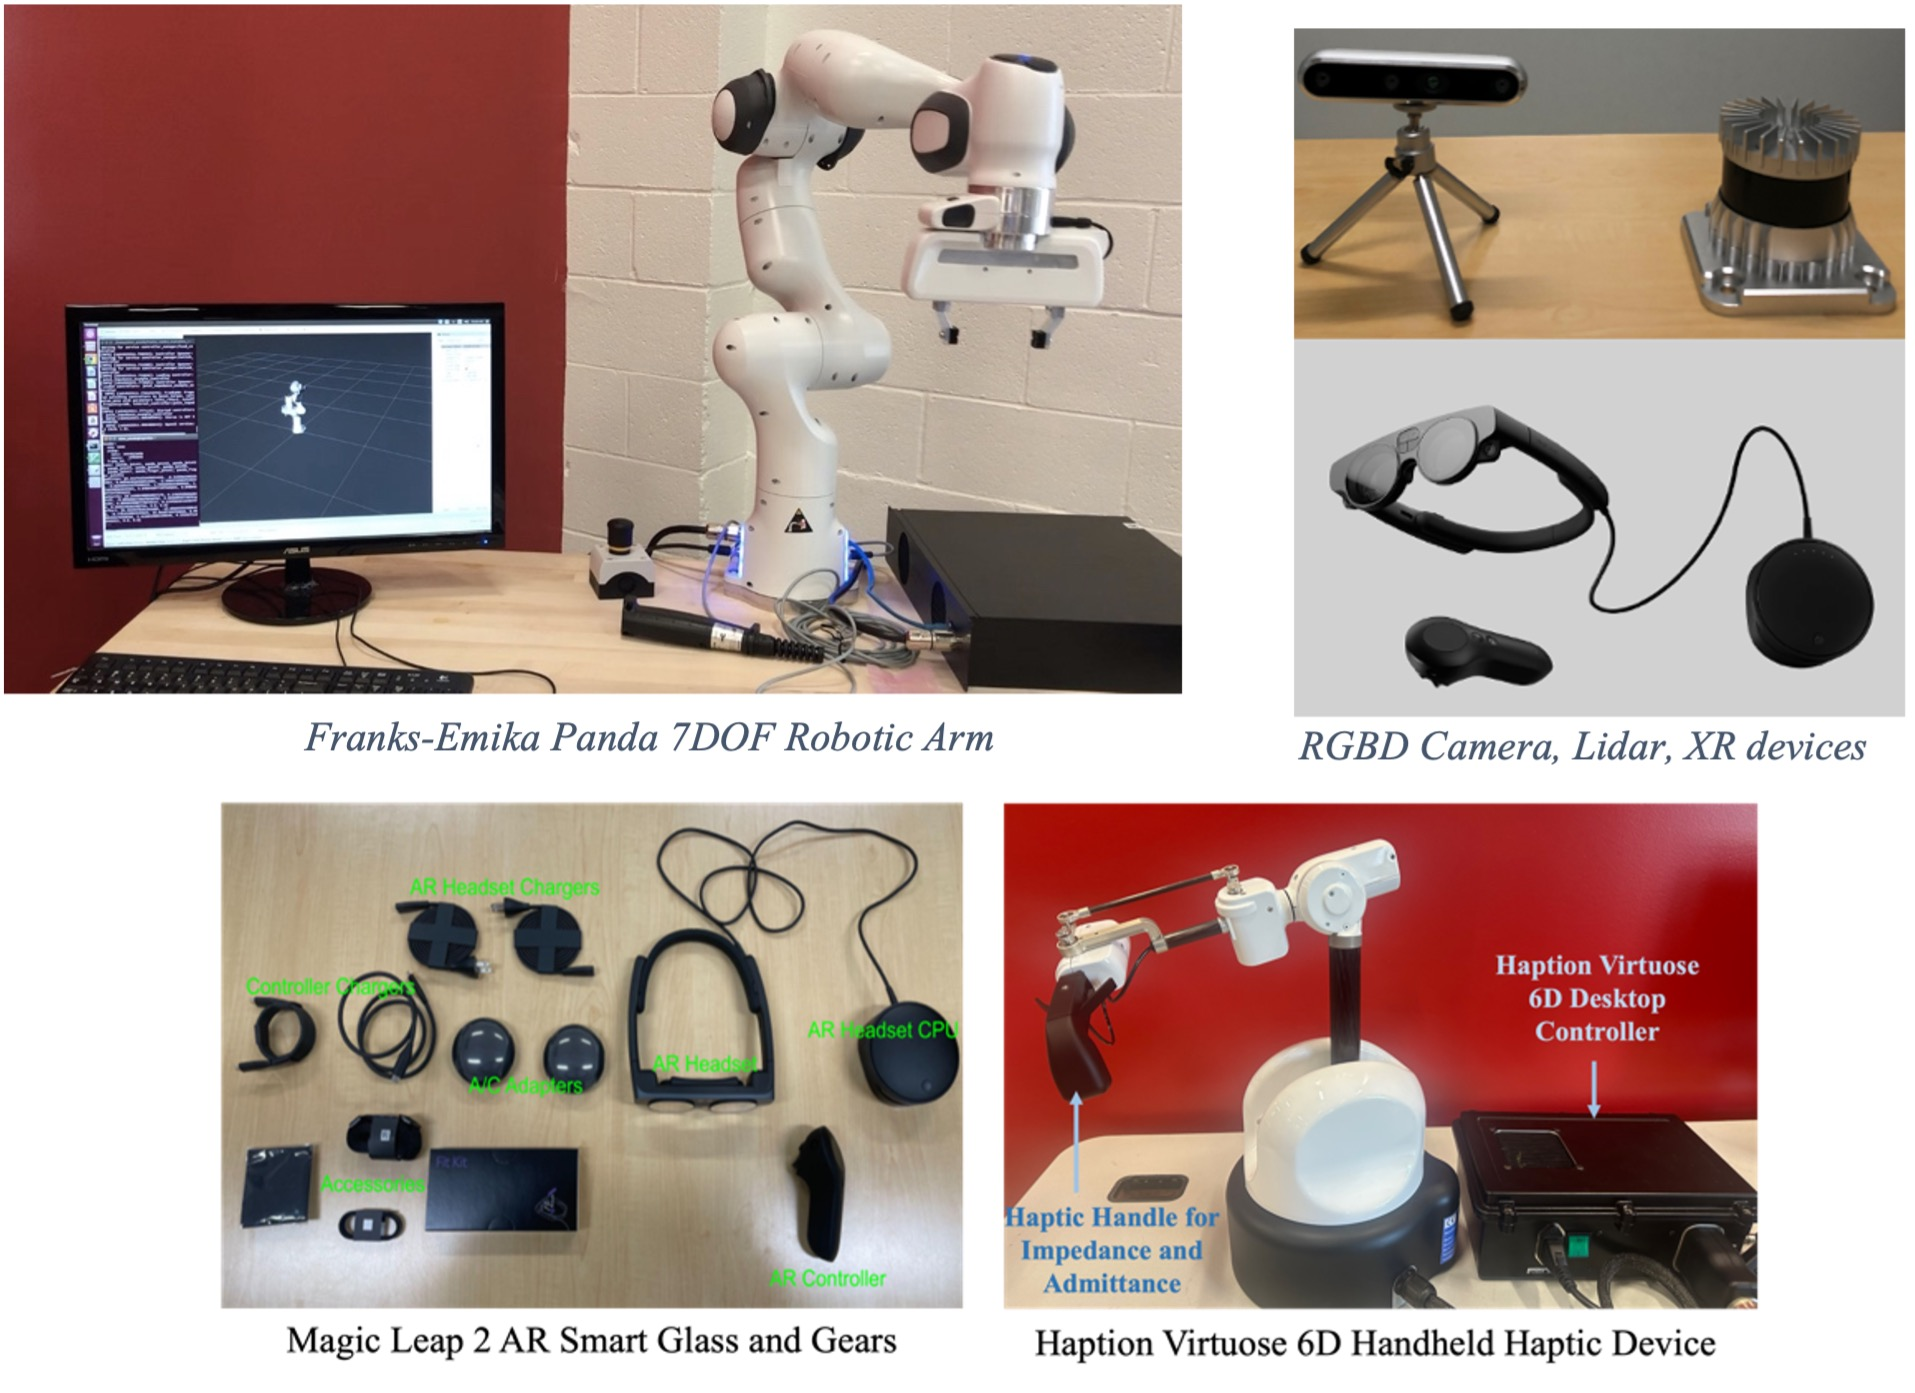 ASUS
Franks-Emika Panda 7DOF Robotic Arm
RGBD Camera, Lidar, XR devices
AR Headset Chargers
Controller Chargers
AR Headset CPU
AR Headset
A/C Adapters
Fit Kit
Accessories
AR Controller
Magic Leap 2 AR Smart Glass and Gears
Haption Virtuose
6D Desktop
Controller
Haptic Handle for
Impedance and
Admittance
Haption Virtuose 6D Handheld Haptic Device